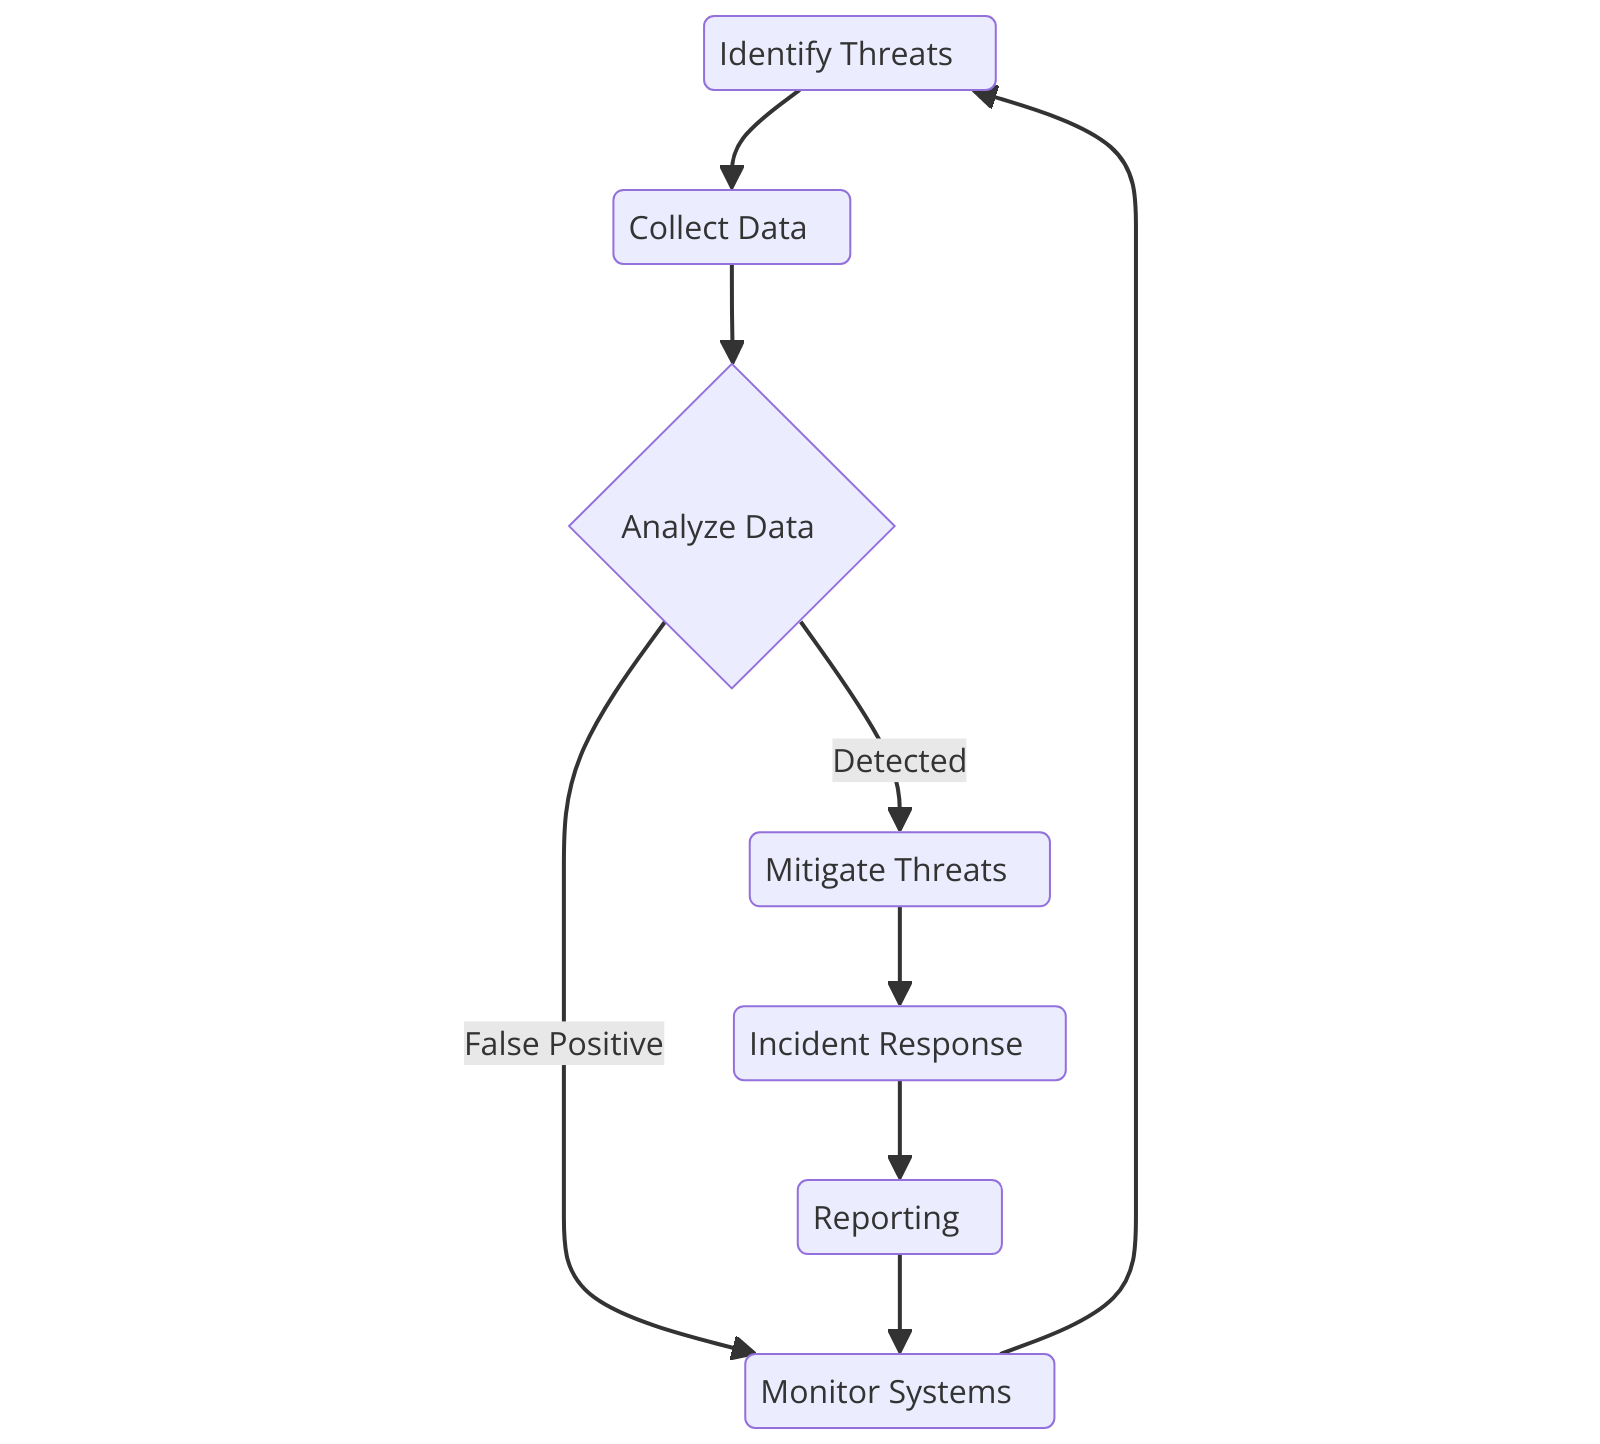 Identify Threats
Collect Data
Analyze Data
Detected
Mitigate Threats
False Positive
Incident Response
Reporting
Monitor Systems